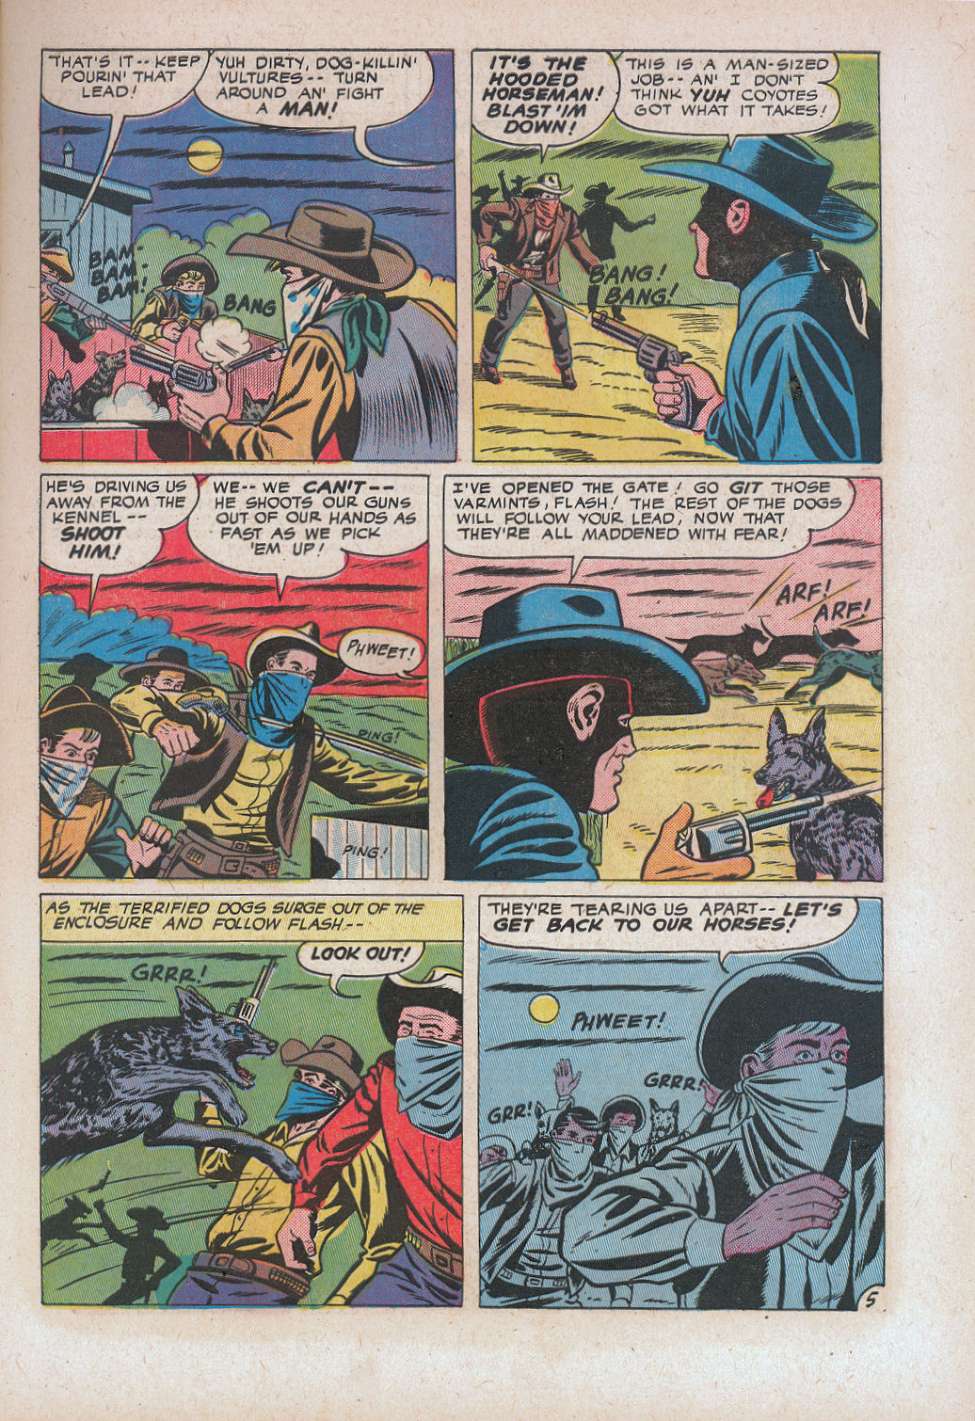 THAT'S IT-- KEEP
POURIN' THAT
LEAD!
YUH DIRTY, DOG-KILLIN'
VULTURES-- TURN
AROUND AN' FIGHT
A MAN!
BAM-
BAM-
BAM!
BANG
IT'S THE
HOODED
HORSEMAN!
BLAST 'IM
DOWN!
THIS IS A MAN-SIZED
JOB-- AN' I DON'T
THINK YUH COYOTES
GOT WHAT IT TAKES!
BANG!
BANG!
HE'S DRIVING US
AWAY FROM THE
KENNEL--
SHOOT
HIM!
WE-- WE CAN'T--
HE SHOOTS OUR GUNS
OUT OF OUR HANDS AS
FAST AS WE PICK
'EM UP!
PHWEET!
PING!
PING!
I'VE OPENED THE GATE! GO GIT THOSE
VARMINTS, FLASH! THE REST OF THE DOGS
WILL FOLLOW YOUR LEAD, NOW THAT
THEY'RE ALL MADDENED WITH FEAR!
ARF!
ARF!
AS THE TERRIFIED DOGS SURGE OUT OF THE
ENCLOSURE AND FOLLOW FLASH--
GRRR!
LOOK OUT!
THEY'RE TEARING US APART-- LET'S
GET BACK TO OUR HORSES!
PHWEET!
GRR!
GRRR!
5